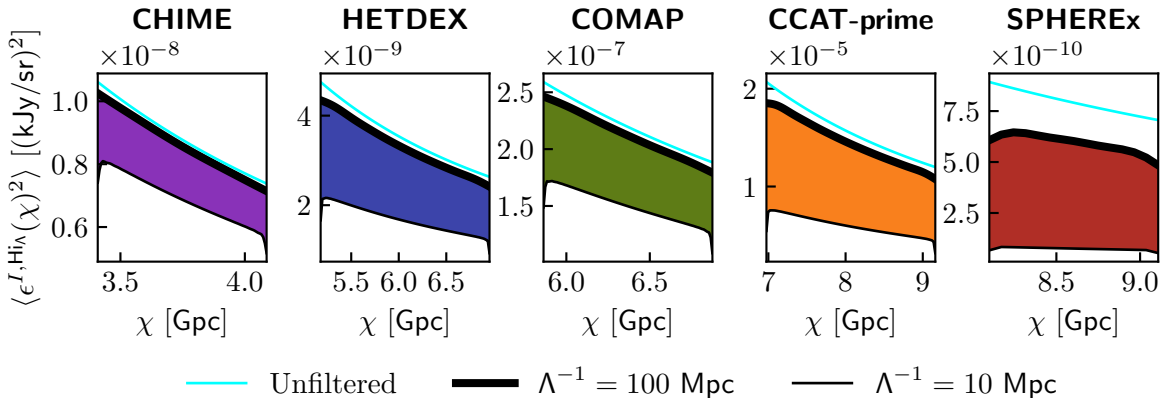 CHIME HETDEX COMAP CCAT-prime SPHEREx
×10⁻⁸ ×10⁻⁹ ×10⁻⁷ ×10⁻⁵ ×10⁻¹⁰
⟨ϵ^{I,Hi_Λ}(χ)²⟩ [(kJy/sr)²]
1.0
0.8
0.6
4
2
2.5
2.0
1.5
2
1
7.5
5.0
2.5
3.5 4.0 5.5 6.0 6.5 6.0 6.5 7 8 9 8.5 9.0
χ [Gpc] χ [Gpc] χ [Gpc] χ [Gpc] χ [Gpc]
Unfiltered Λ⁻¹ = 100 Mpc Λ⁻¹ = 10 Mpc